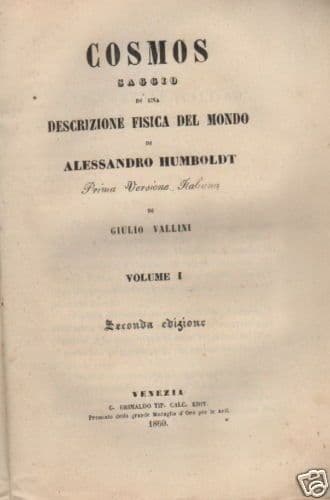 COSMOS
SAGGIO
DI UNA
DESCRIZIONE FISICA DEL MONDO
DI
ALESSANDRO HUMBOLDT
Prima Versione Italiana
DI
GIULIO VALLINI
VOLUME I
Seconda edizione
VENEZIA
G. GRIMALDO TIP. CALC. EDIT.
Premiato della grande Medaglia d'Oro per le Arti.
1860.